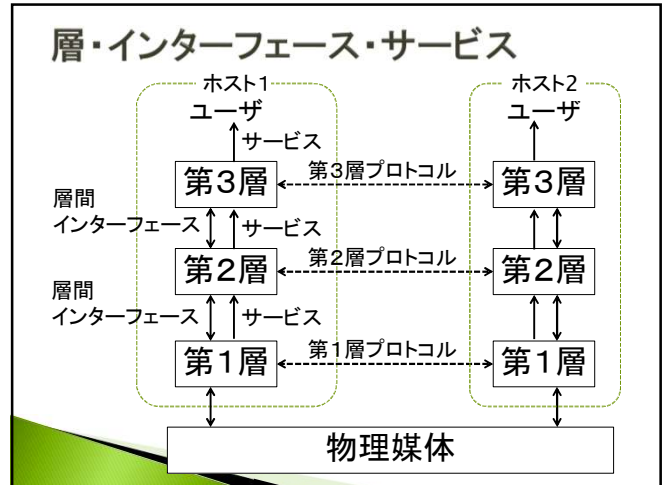 層・インターフェース・サービス
ホスト1
ホスト2
ユーザ
ユーザ
サービス
第3層プロトコル
第３層
第３層
層間
インターフェース
サービス
第2層プロトコル
第２層
第２層
層間
インターフェース
サービス
第1層プロトコル
第１層
第１層
物理媒体